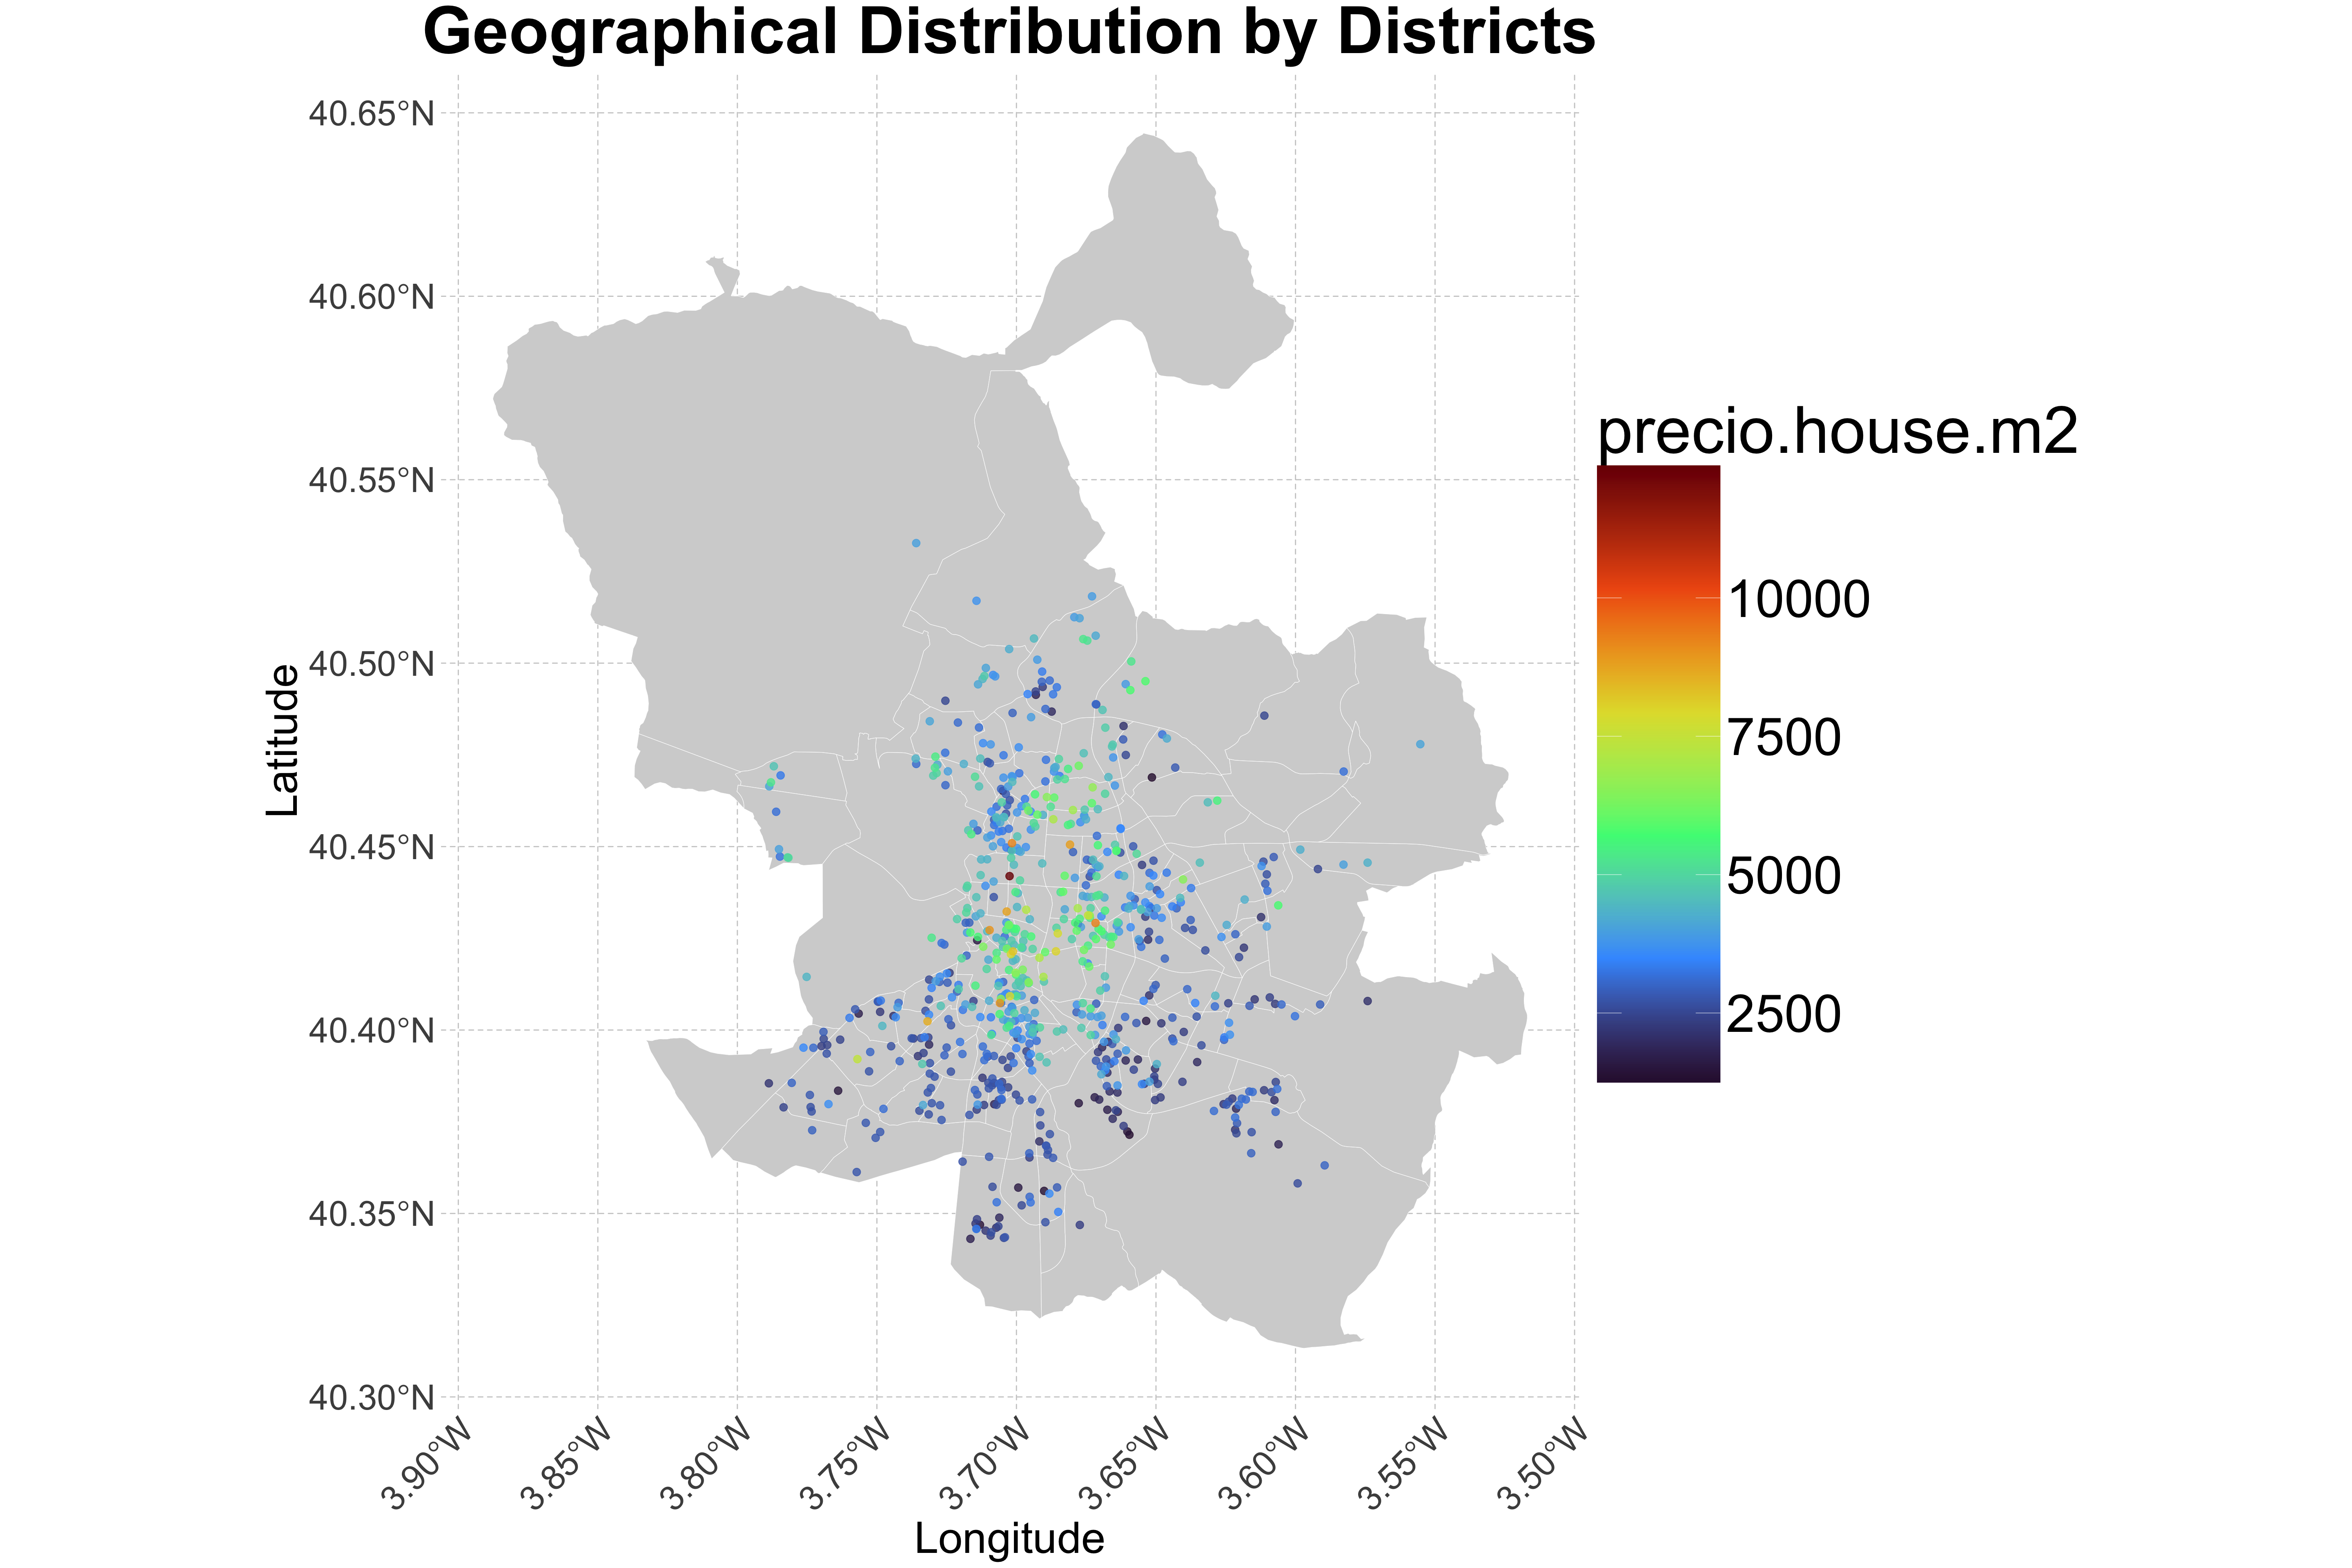 Geographical Distribution by Districts
40.65°N
40.60°N
40.55°N
40.50°N
40.45°N
40.40°N
40.35°N
40.30°N
Latitude
3.90°W
3.85°W
3.80°W
3.75°W
3.70°W
3.65°W
3.60°W
3.55°W
3.50°W
Longitude
precio.house.m2
10000
7500
5000
2500